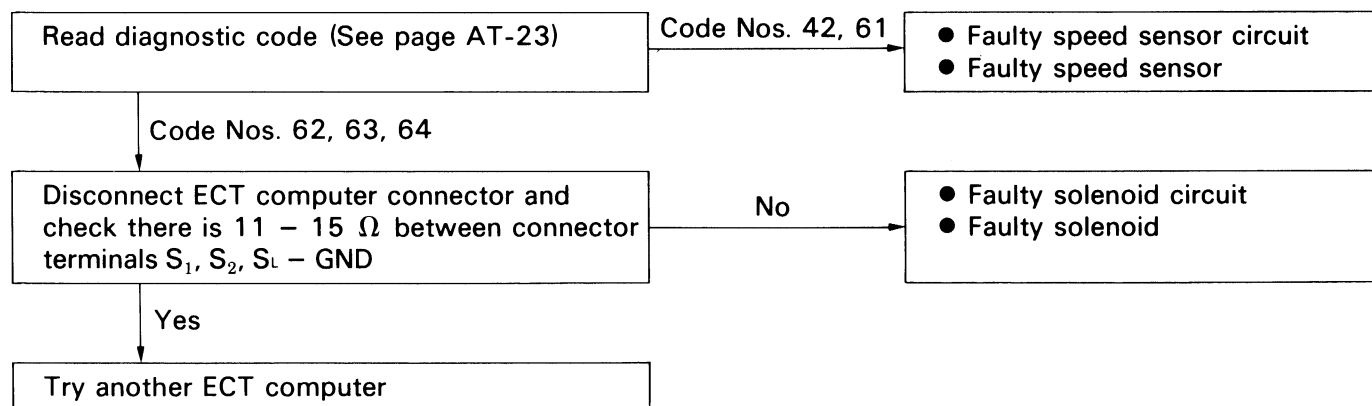 Read diagnostic code (See page AT-23)
Code Nos. 42, 61
● Faulty speed sensor circuit
● Faulty speed sensor
Code Nos. 62, 63, 64
Disconnect ECT computer connector and
check there is 11 – 15 Ω between connector
terminals S₁, S₂, SL – GND
No
● Faulty solenoid circuit
● Faulty solenoid
Yes
Try another ECT computer